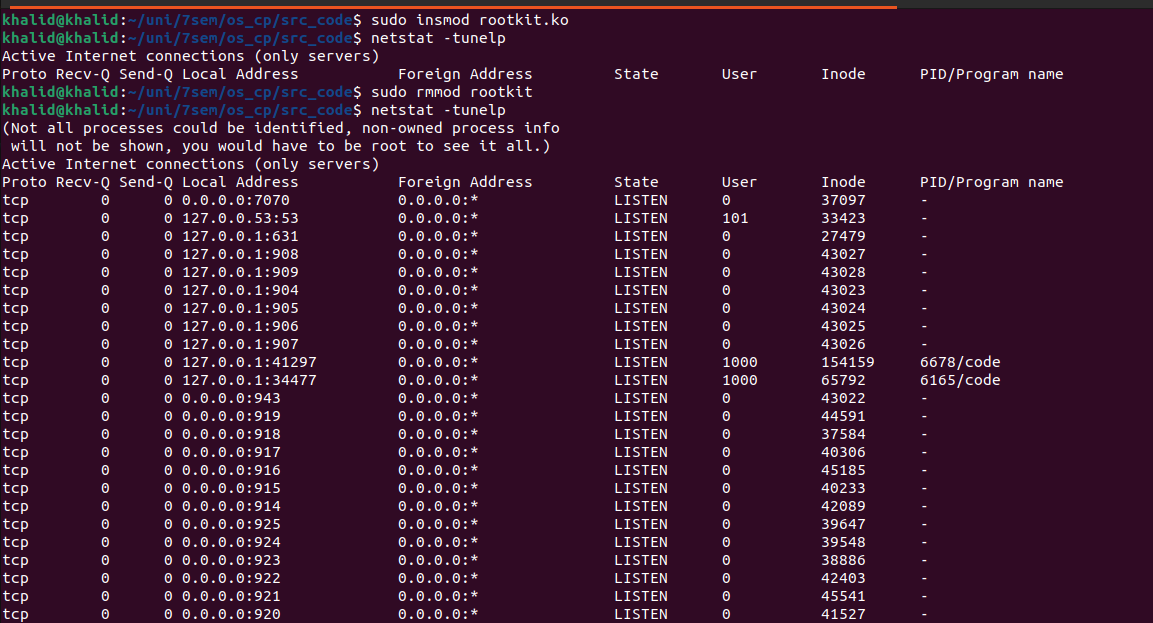 khalid@khalid:~/uni/7sem/os_cp/src_code$ sudo insmod rootkit.ko
khalid@khalid:~/uni/7sem/os_cp/src_code$ netstat -tunelp
Active Internet connections (only servers)
Proto Recv-Q Send-Q Local Address           Foreign Address         State       User       Inode      PID/Program name
khalid@khalid:~/uni/7sem/os_cp/src_code$ sudo rmmod rootkit
khalid@khalid:~/uni/7sem/os_cp/src_code$ netstat -tunelp
(Not all processes could be identified, non-owned process info
 will not be shown, you would have to be root to see it all.)
Active Internet connections (only servers)
Proto Recv-Q Send-Q Local Address           Foreign Address         State       User       Inode      PID/Program name
tcp        0      0 0.0.0.0:7070            0.0.0.0:*               LISTEN      0          37097      -
tcp        0      0 127.0.0.53:53           0.0.0.0:*               LISTEN      101        33423      -
tcp        0      0 127.0.0.1:631           0.0.0.0:*               LISTEN      0          27479      -
tcp        0      0 127.0.0.1:908           0.0.0.0:*               LISTEN      0          43027      -
tcp        0      0 127.0.0.1:909           0.0.0.0:*               LISTEN      0          43028      -
tcp        0      0 127.0.0.1:904           0.0.0.0:*               LISTEN      0          43023      -
tcp        0      0 127.0.0.1:905           0.0.0.0:*               LISTEN      0          43024      -
tcp        0      0 127.0.0.1:906           0.0.0.0:*               LISTEN      0          43025      -
tcp        0      0 127.0.0.1:907           0.0.0.0:*               LISTEN      0          43026      -
tcp        0      0 127.0.0.1:41297         0.0.0.0:*               LISTEN      1000       154159     6678/code
tcp        0      0 127.0.0.1:34477         0.0.0.0:*               LISTEN      1000       65792      6165/code
tcp        0      0 0.0.0.0:943             0.0.0.0:*               LISTEN      0          43022      -
tcp        0      0 0.0.0.0:919             0.0.0.0:*               LISTEN      0          44591      -
tcp        0      0 0.0.0.0:918             0.0.0.0:*               LISTEN      0          37584      -
tcp        0      0 0.0.0.0:917             0.0.0.0:*               LISTEN      0          40306      -
tcp        0      0 0.0.0.0:916             0.0.0.0:*               LISTEN      0          45185      -
tcp        0      0 0.0.0.0:915             0.0.0.0:*               LISTEN      0          40233      -
tcp        0      0 0.0.0.0:914             0.0.0.0:*               LISTEN      0          42089      -
tcp        0      0 0.0.0.0:925             0.0.0.0:*               LISTEN      0          39647      -
tcp        0      0 0.0.0.0:924             0.0.0.0:*               LISTEN      0          39548      -
tcp        0      0 0.0.0.0:923             0.0.0.0:*               LISTEN      0          38886      -
tcp        0      0 0.0.0.0:922             0.0.0.0:*               LISTEN      0          42403      -
tcp        0      0 0.0.0.0:921             0.0.0.0:*               LISTEN      0          45541      -
tcp        0      0 0.0.0.0:920             0.0.0.0:*               LISTEN      0          41527      -